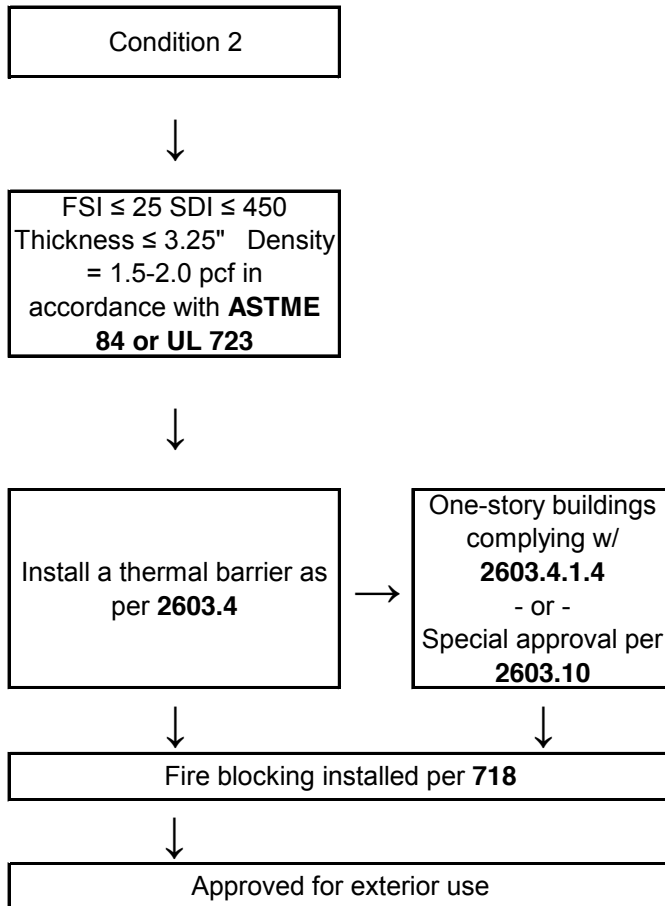 Condition 2
FSI ≤ 25 SDI ≤ 450
Thickness ≤ 3.25" Density
= 1.5-2.0 pcf in
accordance with ASTME
84 or UL 723
Install a thermal barrier as
per 2603.4
One-story buildings
complying w/
2603.4.1.4
- or -
Special approval per
2603.10
Fire blocking installed per 718
Approved for exterior use